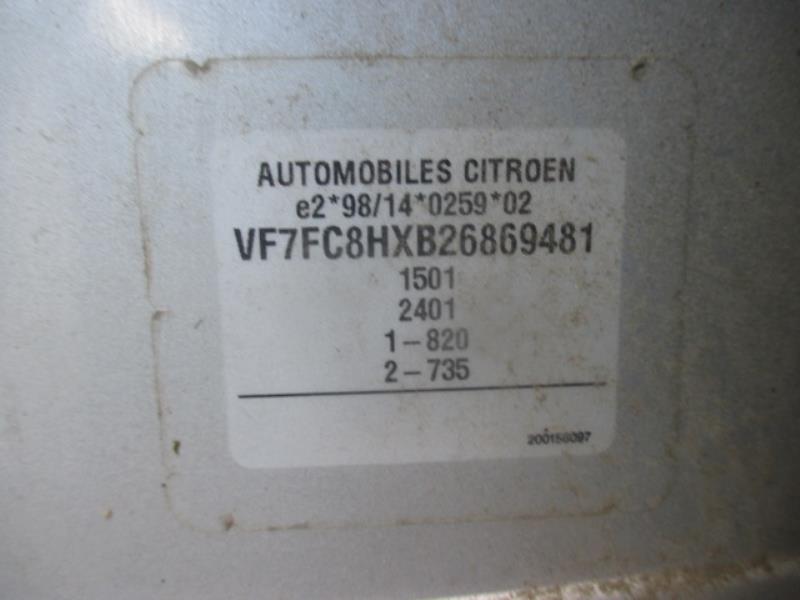 AUTOMOBILES CITROEN
e2*98/14*0259*02
VF7FC8HXB26869481
1501
2401
1-820
2-735
200156097